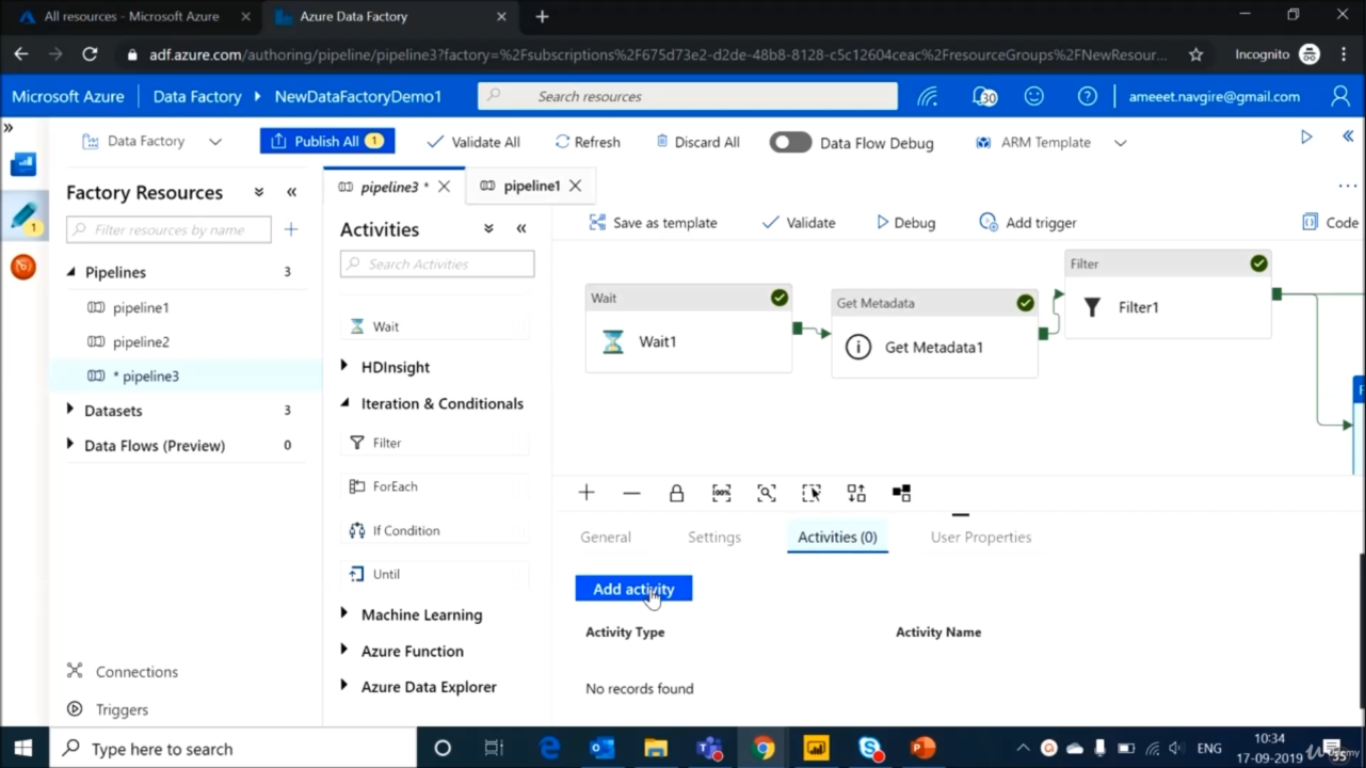 All resources - Microsoft Azure
Azure Data Factory
adf.azure.com/authoring/pipeline/pipeline3?factory=%2Fsubscriptions%2F675d73e2-d2de-48b8-8128-c5c12604ceac%2FresourceGroups%2FNewResour...
Incognito
Microsoft Azure
Data Factory
NewDataFactoryDemo1
Search resources
30
ameeet.navgire@gmail.com
Data Factory
Publish All 1
Validate All
Refresh
Discard All
Data Flow Debug
ARM Template
1
Factory Resources
Filter resources by name
Pipelines 3
pipeline1
pipeline2
* pipeline3
Datasets 3
Data Flows (Preview) 0
Connections
Triggers
pipeline3 *
pipeline1
Activities
Search Activities
Wait
HDInsight
Iteration & Conditionals
Filter
ForEach
If Condition
Until
Machine Learning
Azure Function
Azure Data Explorer
Save as template
Validate
Debug
Add trigger
Code
Wait
Wait1
Get Metadata
Get Metadata1
Filter
Filter1
F
100%
General
Settings
Activities (0)
User Properties
Add activity
Activity Type
Activity Name
No records found
Type here to search
ENG
10:34
17-09-2019
35